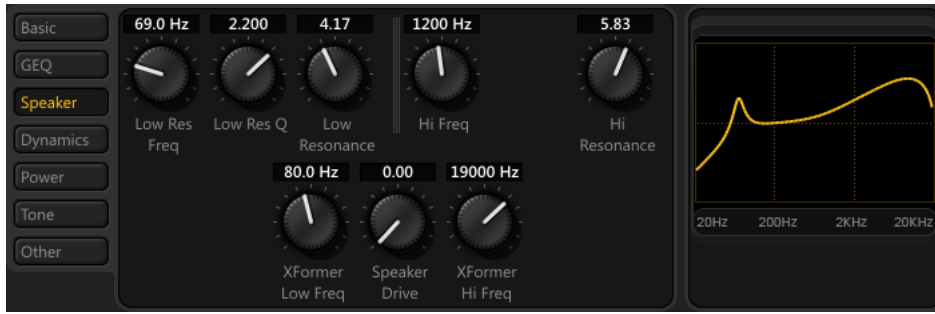 Basic
GEQ
Speaker
Dynamics
Power
Tone
Other
69.0 Hz 2.200 4.17 1200 Hz 5.83
Low Res Low Res Q Low Hi Freq Hi
Freq Resonance Resonance
80.0 Hz 0.00 19000 Hz
XFormer Speaker XFormer
Low Freq Drive Hi Freq
20Hz 200Hz 2KHz 20KHz